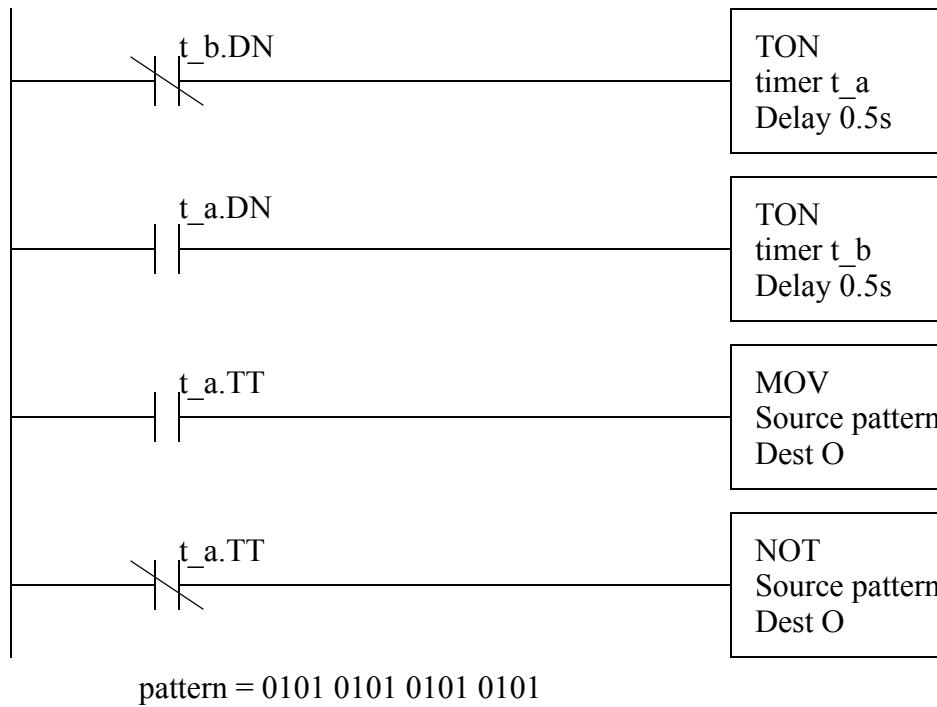 t_b.DN
TON
timer t_a
Delay 0.5s
t_a.DN
TON
timer t_b
Delay 0.5s
t_a.TT
MOV
Source pattern
Dest O
t_a.TT
NOT
Source pattern
Dest O
pattern = 0101 0101 0101 0101